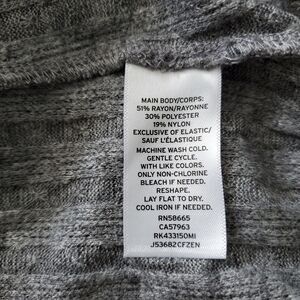 MAIN BODY/CORPS:
51% RAYON/RAYONNE
30% POLYESTER
19% NYLON
EXCLUSIVE OF ELASTIC/
SAUF L'ÉLASTIQUE
MACHINE WASH COLD.
GENTLE CYCLE.
WITH LIKE COLORS.
ONLY NON-CHLORINE
BLEACH IF NEEDED.
RESHAPE.
LAY FLAT TO DRY.
COOL IRON IF NEEDED.
RN58665
CA57963
RK433150MI
J53682CFZEN